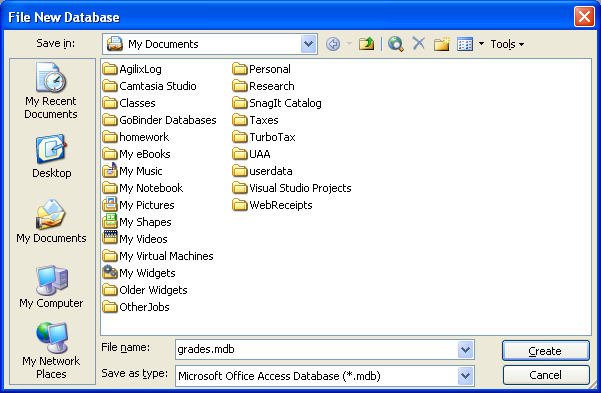 File New Database
Save in:
My Documents
Tools
My Recent
Documents
Desktop
My Documents
My Computer
My Network
Places
AgilixLog
Camtasia Studio
Classes
GoBinder Databases
homework
My eBooks
My Music
My Notebook
My Pictures
My Shapes
My Videos
My Virtual Machines
My Widgets
Older Widgets
OtherJobs
Personal
Research
SnagIt Catalog
Taxes
TurboTax
UAA
userdata
Visual Studio Projects
WebReceipts
File name:
grades.mdb
Create
Save as type:
Microsoft Office Access Database (*.mdb)
Cancel